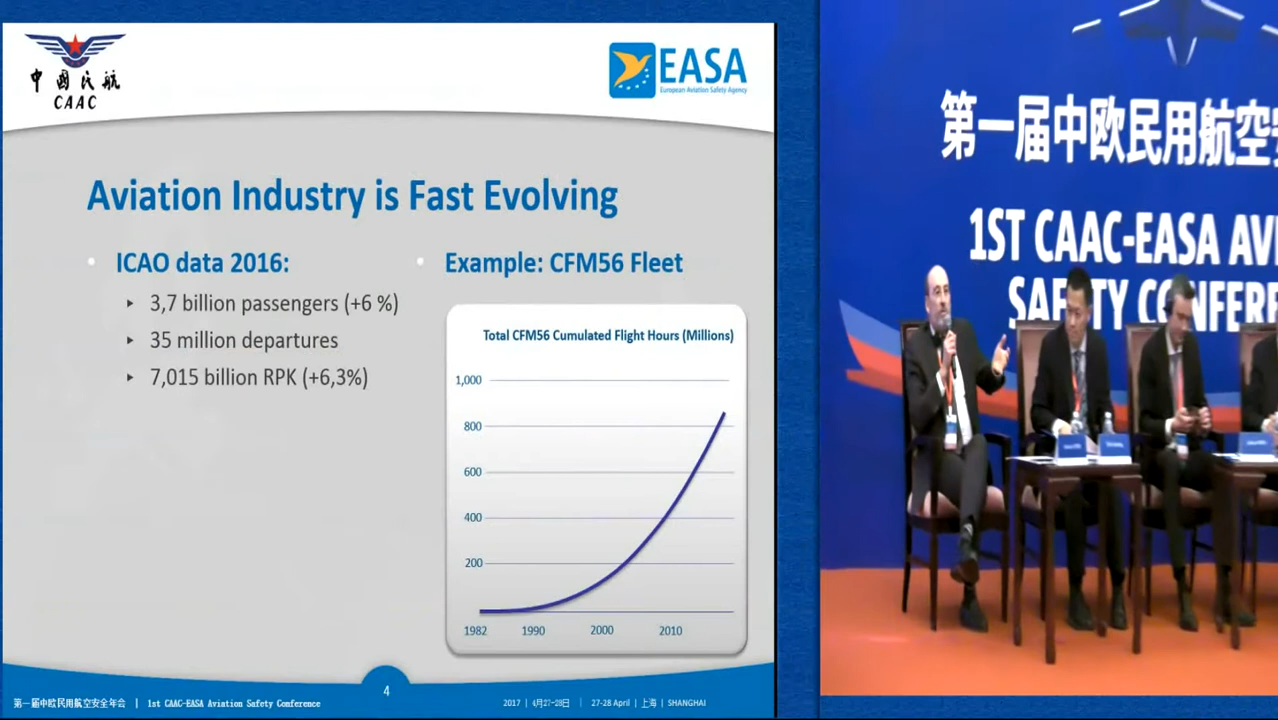 中国民航
CAAC
EASA
European Aviation Safety Agency
Aviation Industry is Fast Evolving
ICAO data 2016:
3,7 billion passengers (+6 %)
35 million departures
7,015 billion RPK (+6,3%)
Example: CFM56 Fleet
Total CFM56 Cumulated Flight Hours (Millions)
1,000
800
600
400
200
1982 1990 2000 2010
4
第一届中欧民用航空安全年会 | 1st CAAC-EASA Aviation Safety Conference
2017 | 4月27-28日 | 27-28 April | 上海 | SHANGHAI
第一届中欧民用航空安
1ST CAAC-EASA AVI
SAFETY CONFERE